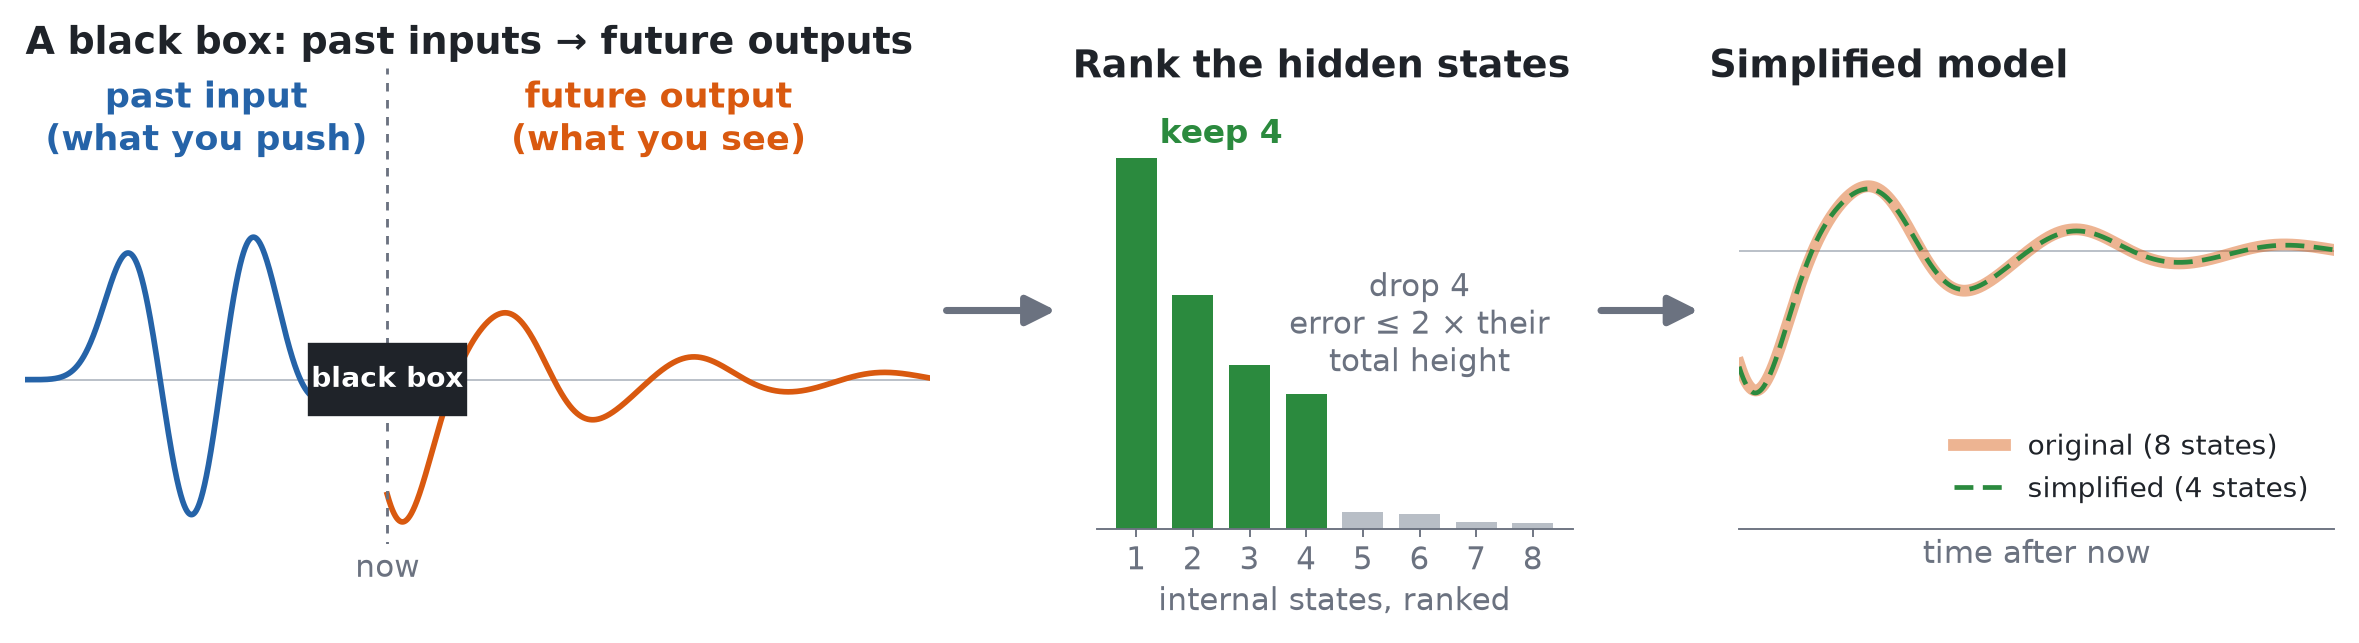 A black box: past inputs → future outputs
past input
(what you push)
future output
(what you see)
black box
now
Rank the hidden states
keep 4
drop 4
error ≤ 2 × their
total height
1 2 3 4 5 6 7 8
internal states, ranked
Simplified model
original (8 states)
simplified (4 states)
time after now